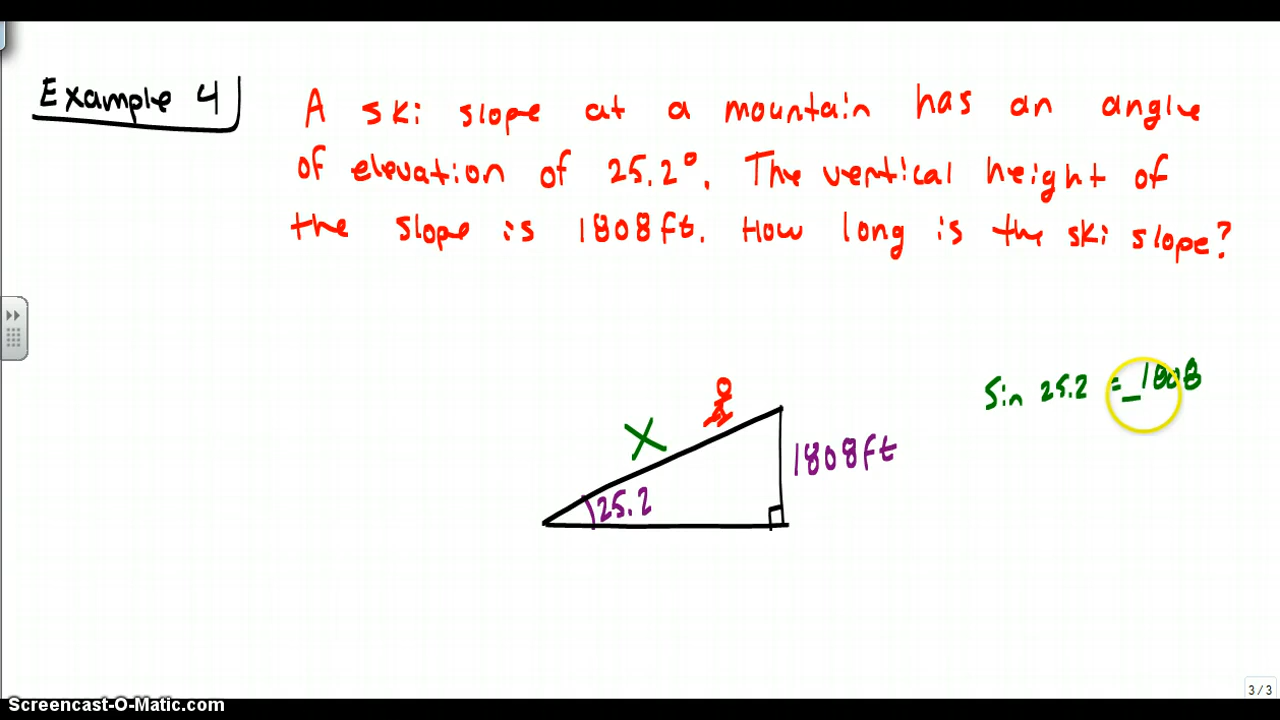 Example 4
A ski slope at a mountain has an angle
of elevation of 25.2°. The vertical height of
the slope is 1808ft. How long is the ski slope?
Sin 25.2 = 1808
X
1808ft
25.2
3/3
Screencast-O-Matic.com